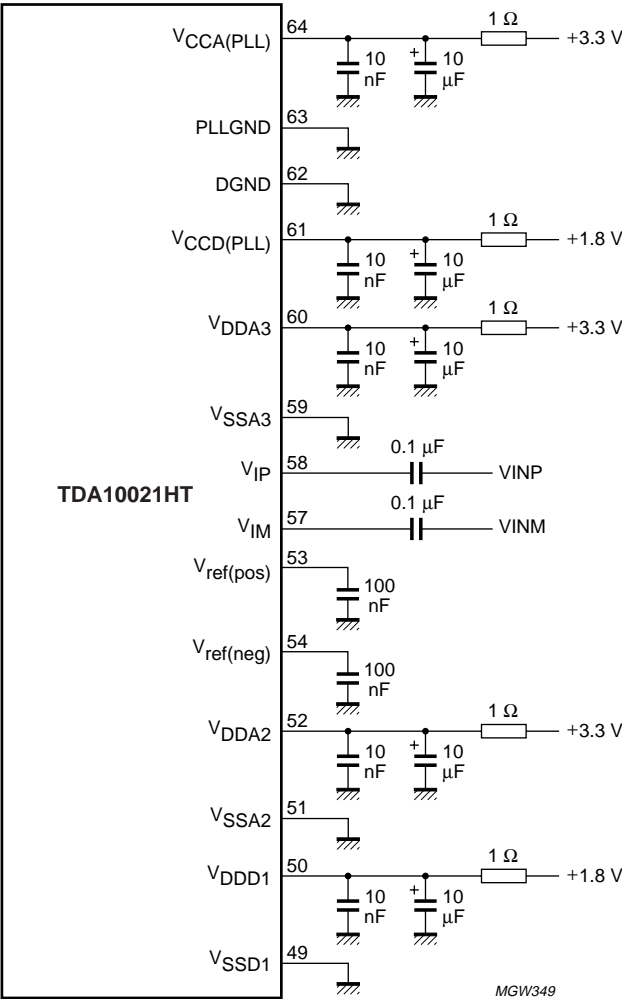 64
1 Ω
VCCA(PLL)
+3.3 V
+
10 nF
10 μF
63
PLLGND
62
DGND
61
1 Ω
VCCD(PLL)
+1.8 V
+
10 nF
10 μF
60
1 Ω
VDDA3
+3.3 V
+
10 nF
10 μF
59
VSSA3
0.1 μF
58
VIP
VINP
TDA10021HT
0.1 μF
57
VIM
VINM
53
Vref(pos)
100 nF
54
Vref(neg)
100 nF
52
1 Ω
VDDA2
+3.3 V
+
10 nF
10 μF
51
VSSA2
50
1 Ω
VDDD1
+1.8 V
+
10 nF
10 μF
49
VSSD1
MGW349